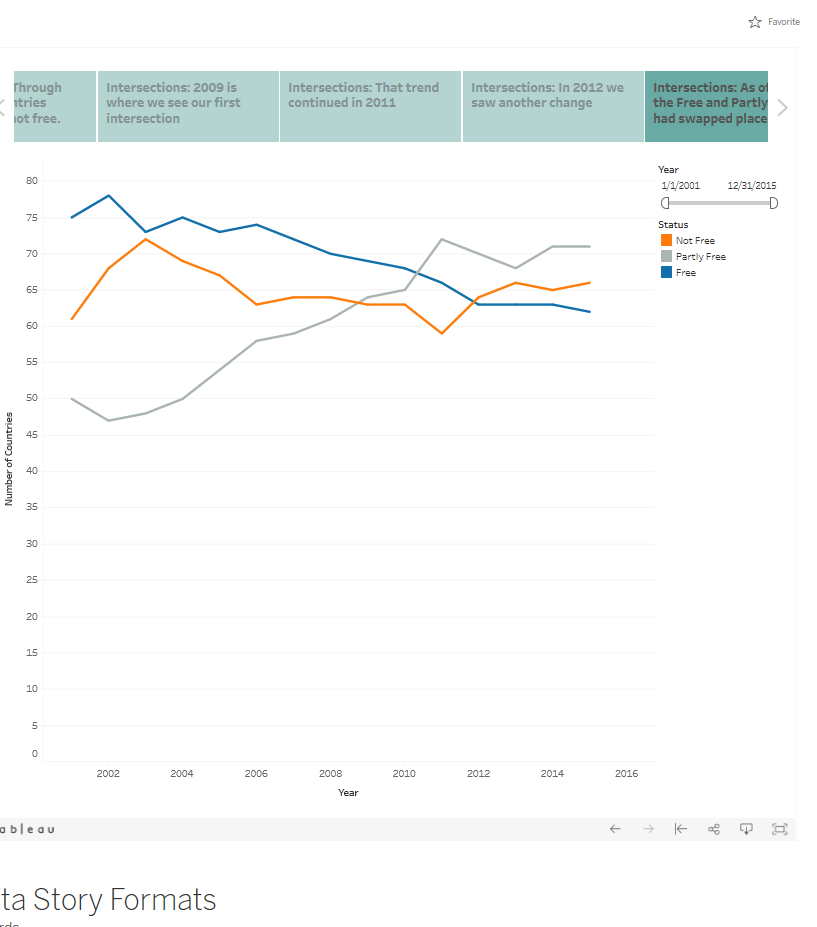 Favorite
Through
ntries
not free.
Intersections: 2009 is
where we see our first
intersection
Intersections: That trend
continued in 2011
Intersections: In 2012 we
saw another change
Intersections: As of
the Free and Partly
had swapped place
Year
1/1/2001 12/31/2015
Status
Not Free
Partly Free
Free
80
75
70
65
60
55
50
45
40
35
30
25
20
15
10
5
0
Number of Countries
2002 2004 2006 2008 2010 2012 2014 2016
Year
ableau
ta Story Formats